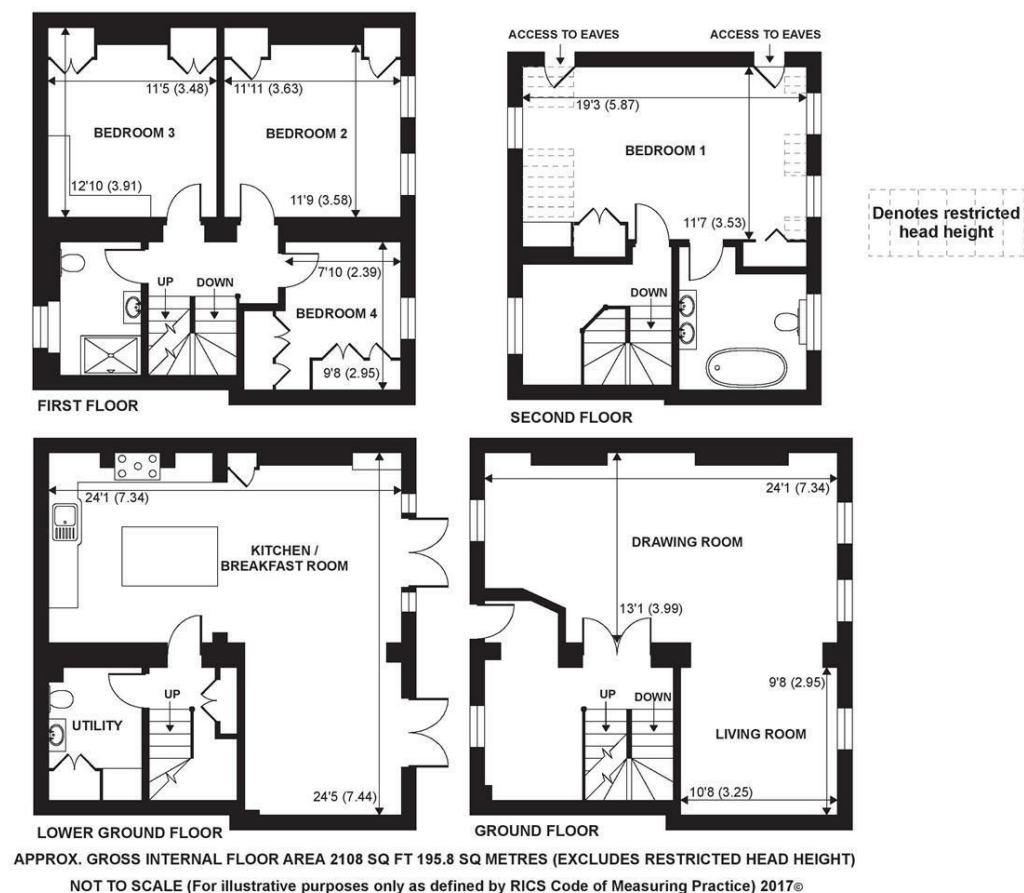 11'5 (3.48)
11'11 (3.63)
BEDROOM 3
BEDROOM 2
12'10 (3.91)
11'9 (3.58)
7'10 (2.39)
UP
DOWN
BEDROOM 4
9'8 (2.95)
FIRST FLOOR
ACCESS TO EAVES
ACCESS TO EAVES
19'3 (5.87)
BEDROOM 1
11'7 (3.53)
DOWN
SECOND FLOOR
Denotes restricted
head height
24'1 (7.34)
KITCHEN /
BREAKFAST ROOM
UP
UTILITY
24'5 (7.44)
LOWER GROUND FLOOR
24'1 (7.34)
DRAWING ROOM
13'1 (3.99)
9'8 (2.95)
UP
DOWN
LIVING ROOM
10'8 (3.25)
GROUND FLOOR
APPROX. GROSS INTERNAL FLOOR AREA 2108 SQ FT 195.8 SQ METRES (EXCLUDES RESTRICTED HEAD HEIGHT)
NOT TO SCALE (For illustrative purposes only as defined by RICS Code of Measuring Practice) 2017©